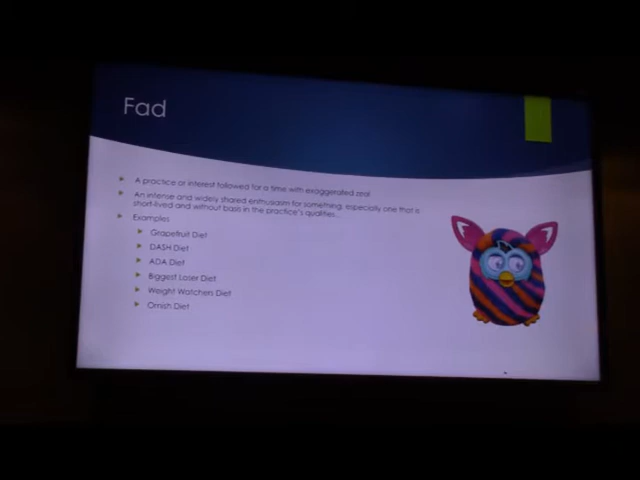 Fad
A practice or interest followed for a time with exaggerated zeal
An intense and widely shared enthusiasm for something, especially one that is
short-lived and without basis in the practice's qualities.
Examples
Grapefruit Diet
DASH Diet
ADA Diet
Biggest Loser Diet
Weight Watchers Diet
Ornish Diet